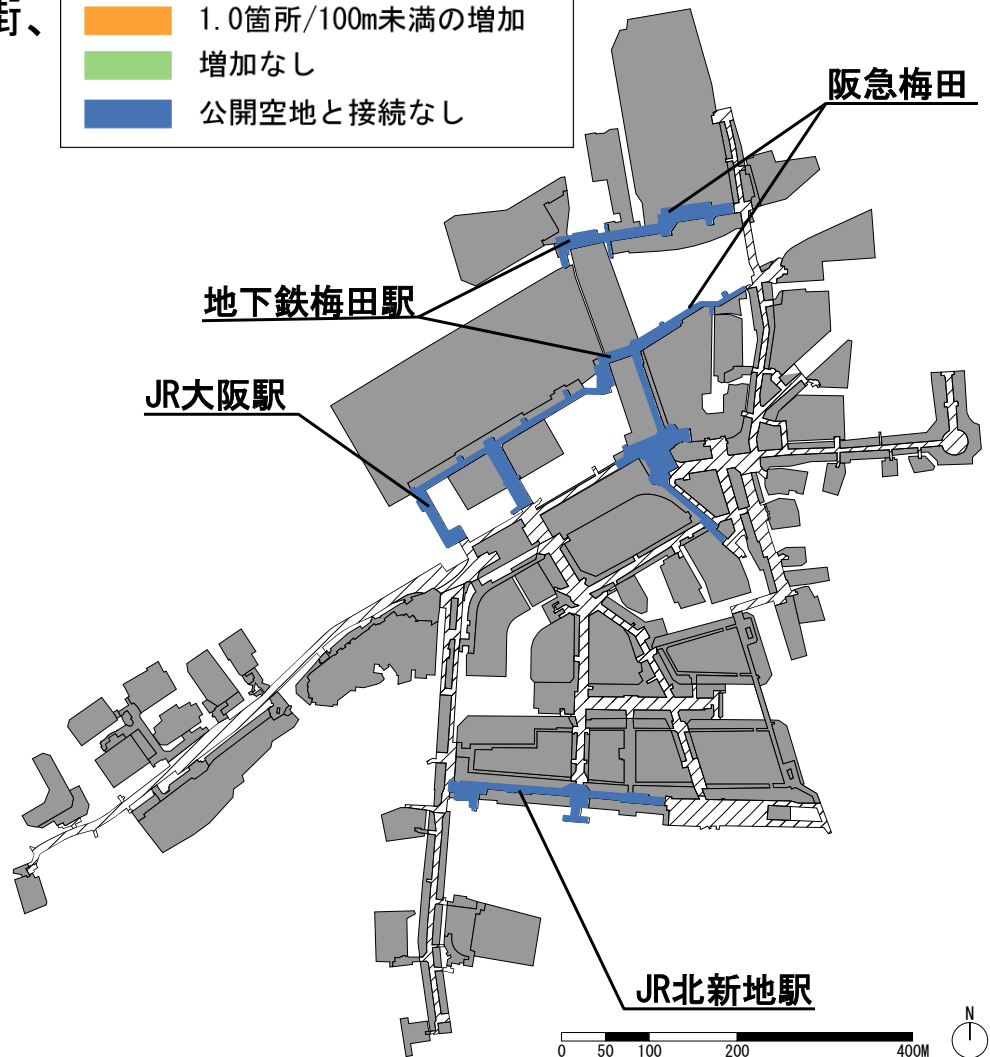 街、
1.0箇所/100m未満の増加
増加なし
公開空地と接続なし
阪急梅田
地下鉄梅田駅
JR大阪駅
JR北新地駅
N
0 50 100 200 400M